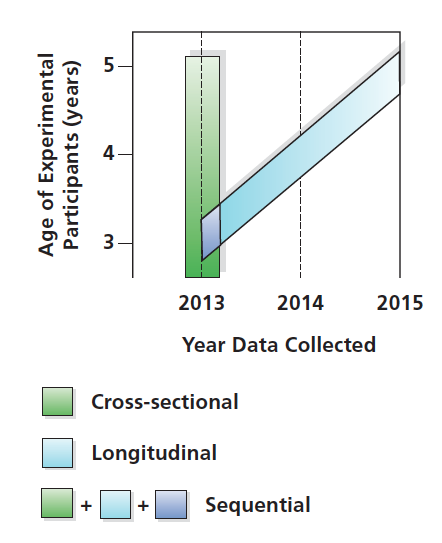 Age of Experimental
Participants (years)
5
4
3
2013 2014 2015
Year Data Collected
Cross-sectional
Longitudinal
+ + Sequential